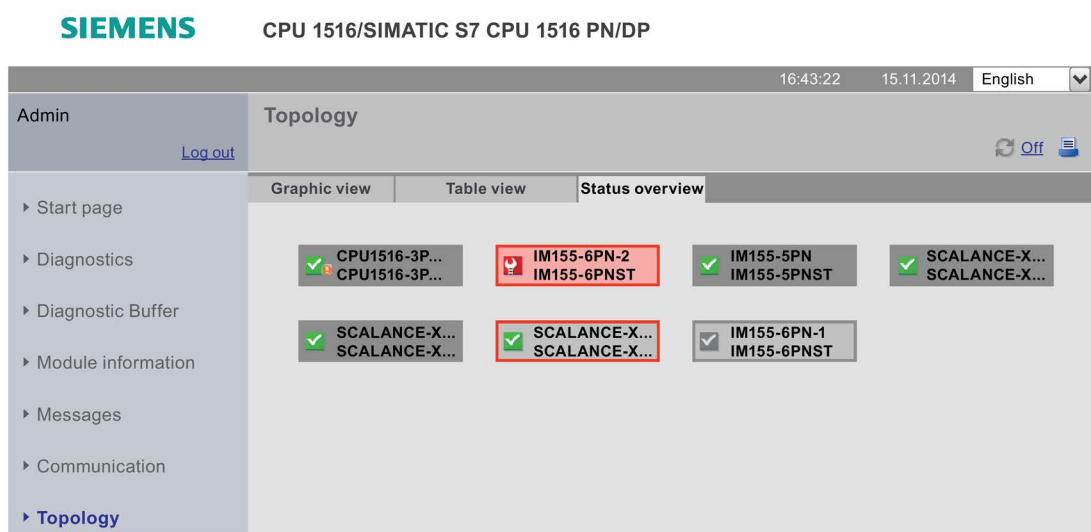 SIEMENS CPU 1516/SIMATIC S7 CPU 1516 PN/DP
16:43:22 15.11.2014 English
Admin
Log out
Topology
Off
Graphic view Table view Status overview
Start page
Diagnostics
Diagnostic Buffer
Module information
Messages
Communication
Topology
CPU1516-3P...
CPU1516-3P...
IM155-6PN-2
IM155-6PNST
IM155-5PN
IM155-5PNST
SCALANCE-X...
SCALANCE-X...
SCALANCE-X...
SCALANCE-X...
SCALANCE-X...
SCALANCE-X...
IM155-6PN-1
IM155-6PNST